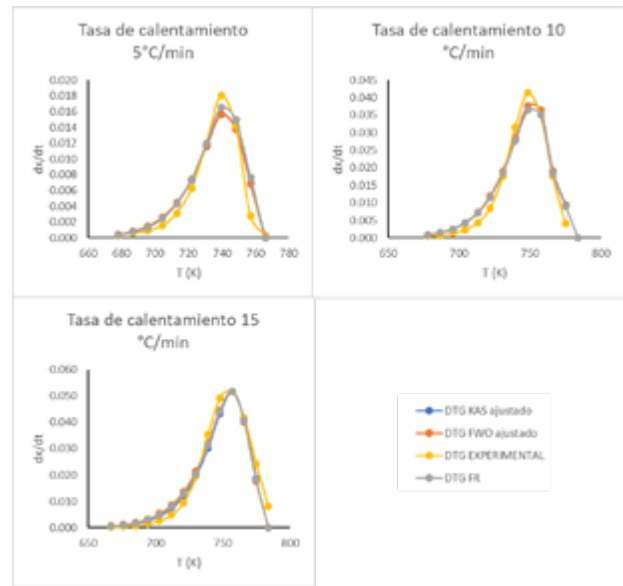 Tasa de calentamiento
5°C/min
0.020
0.018
0.016
0.014
0.012
0.010
0.008
0.006
0.004
0.002
0.000
dx/dt
660 680 700 720 740 760 780
T (K)
Tasa de calentamiento 10
°C/min
0.045
0.040
0.035
0.030
0.025
0.020
0.015
0.010
0.005
0.000
dx/dt
650 700 750 800
T (K)
Tasa de calentamiento 15
°C/min
0.060
0.050
0.040
0.030
0.020
0.010
0.000
dx/dt
650 700 750 800
T (K)
DTG KAS ajustado
DTG FWO ajustado
DTG EXPERIMENTAL
DTG FR